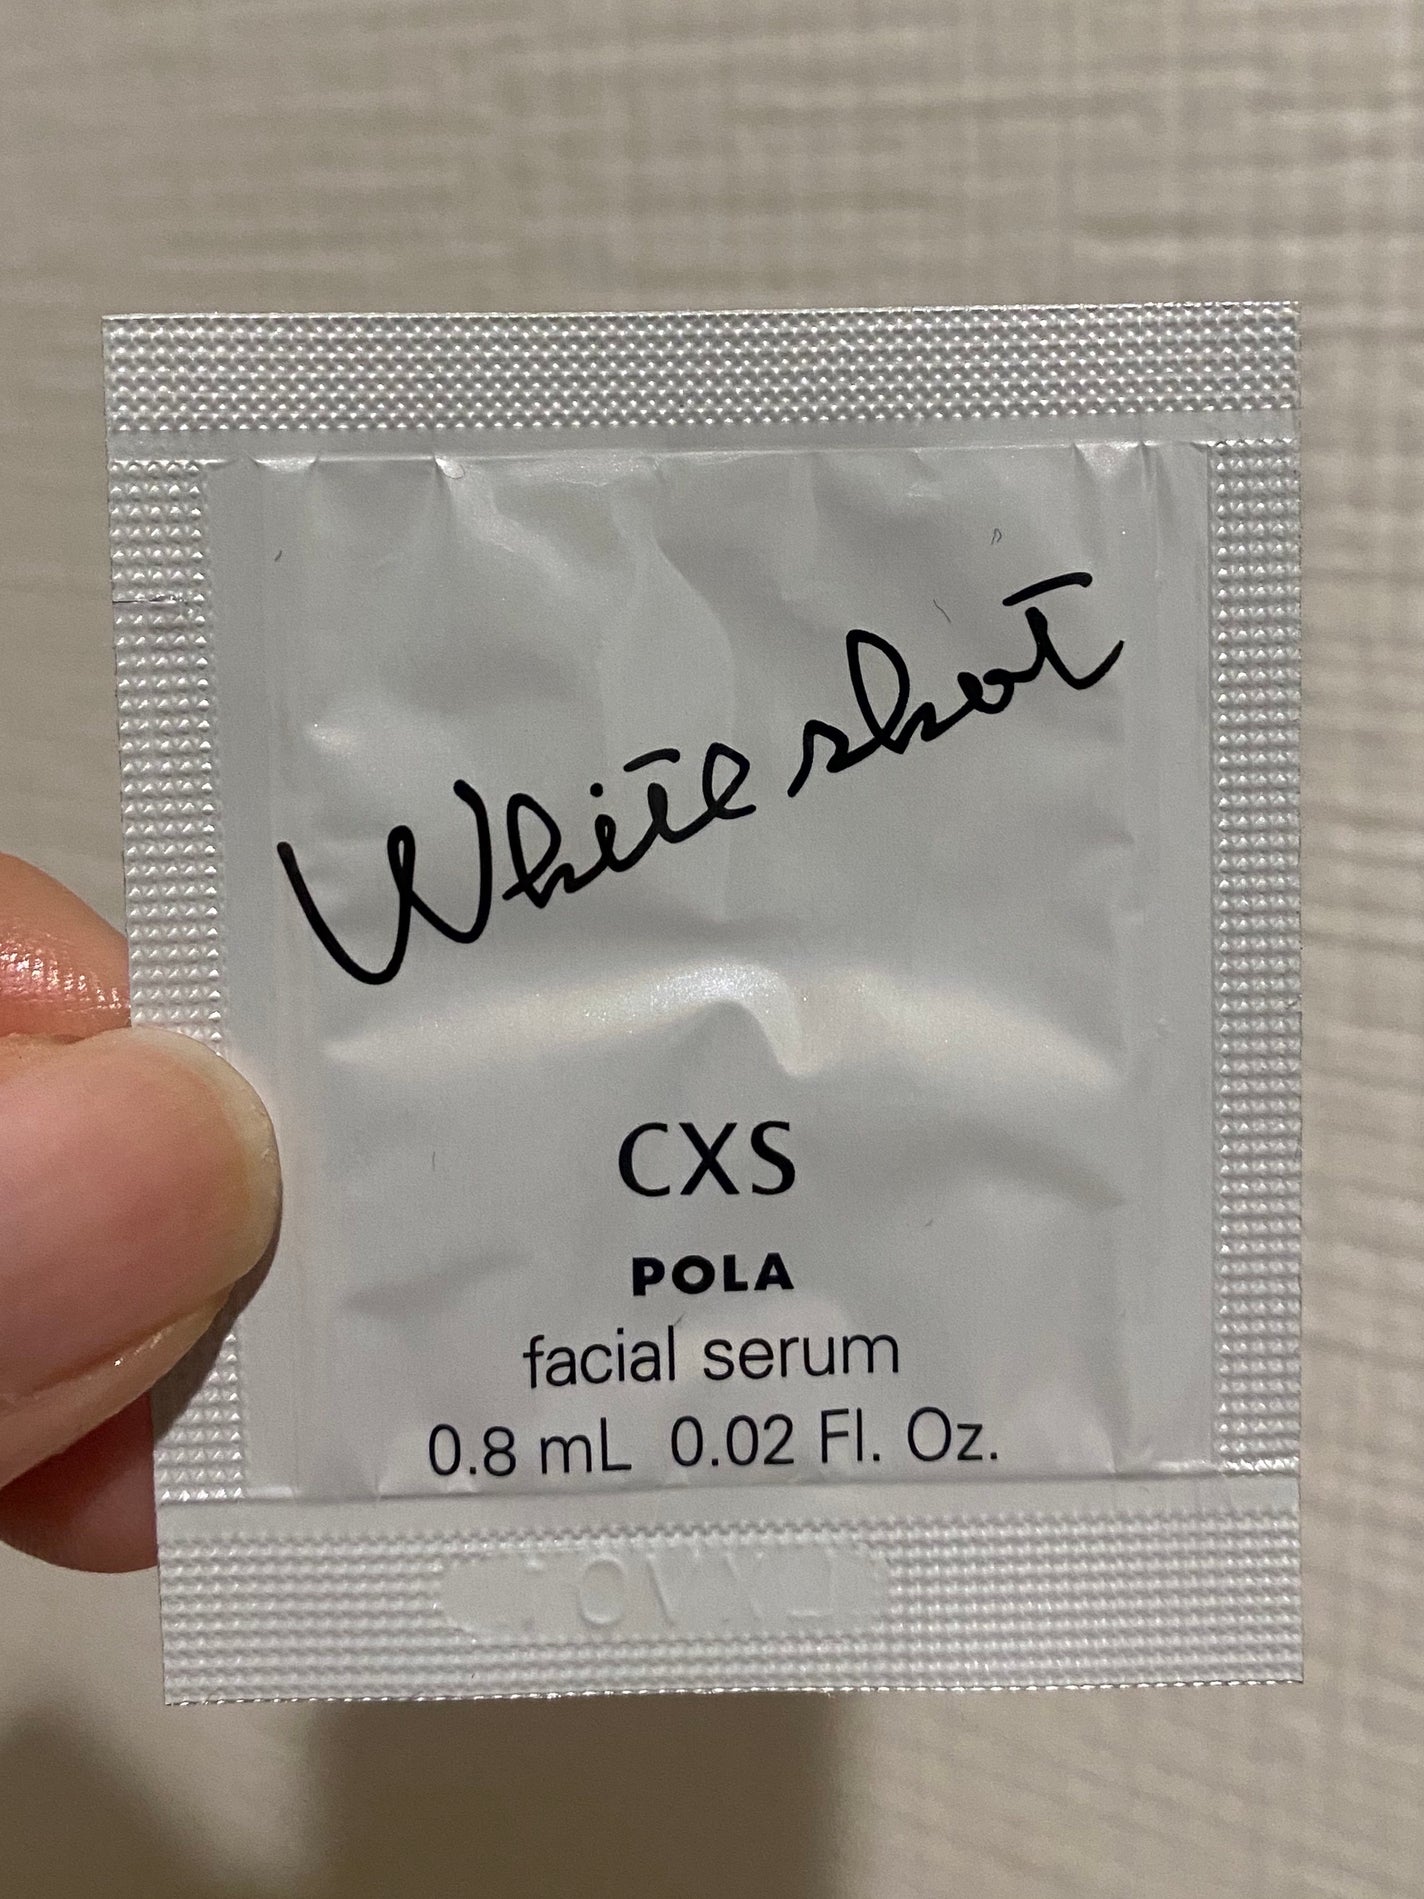 White shot
CXS
POLA
facial serum
0.8 mL 0.02 Fl. Oz.